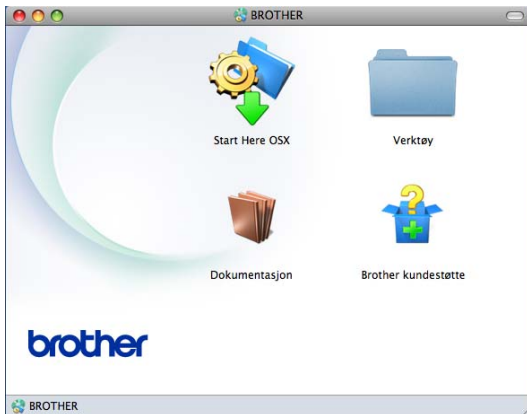 BROTHER
Start Here OSX
Verktøy
Dokumentasjon
Brother kundestøtte
brother
BROTHER